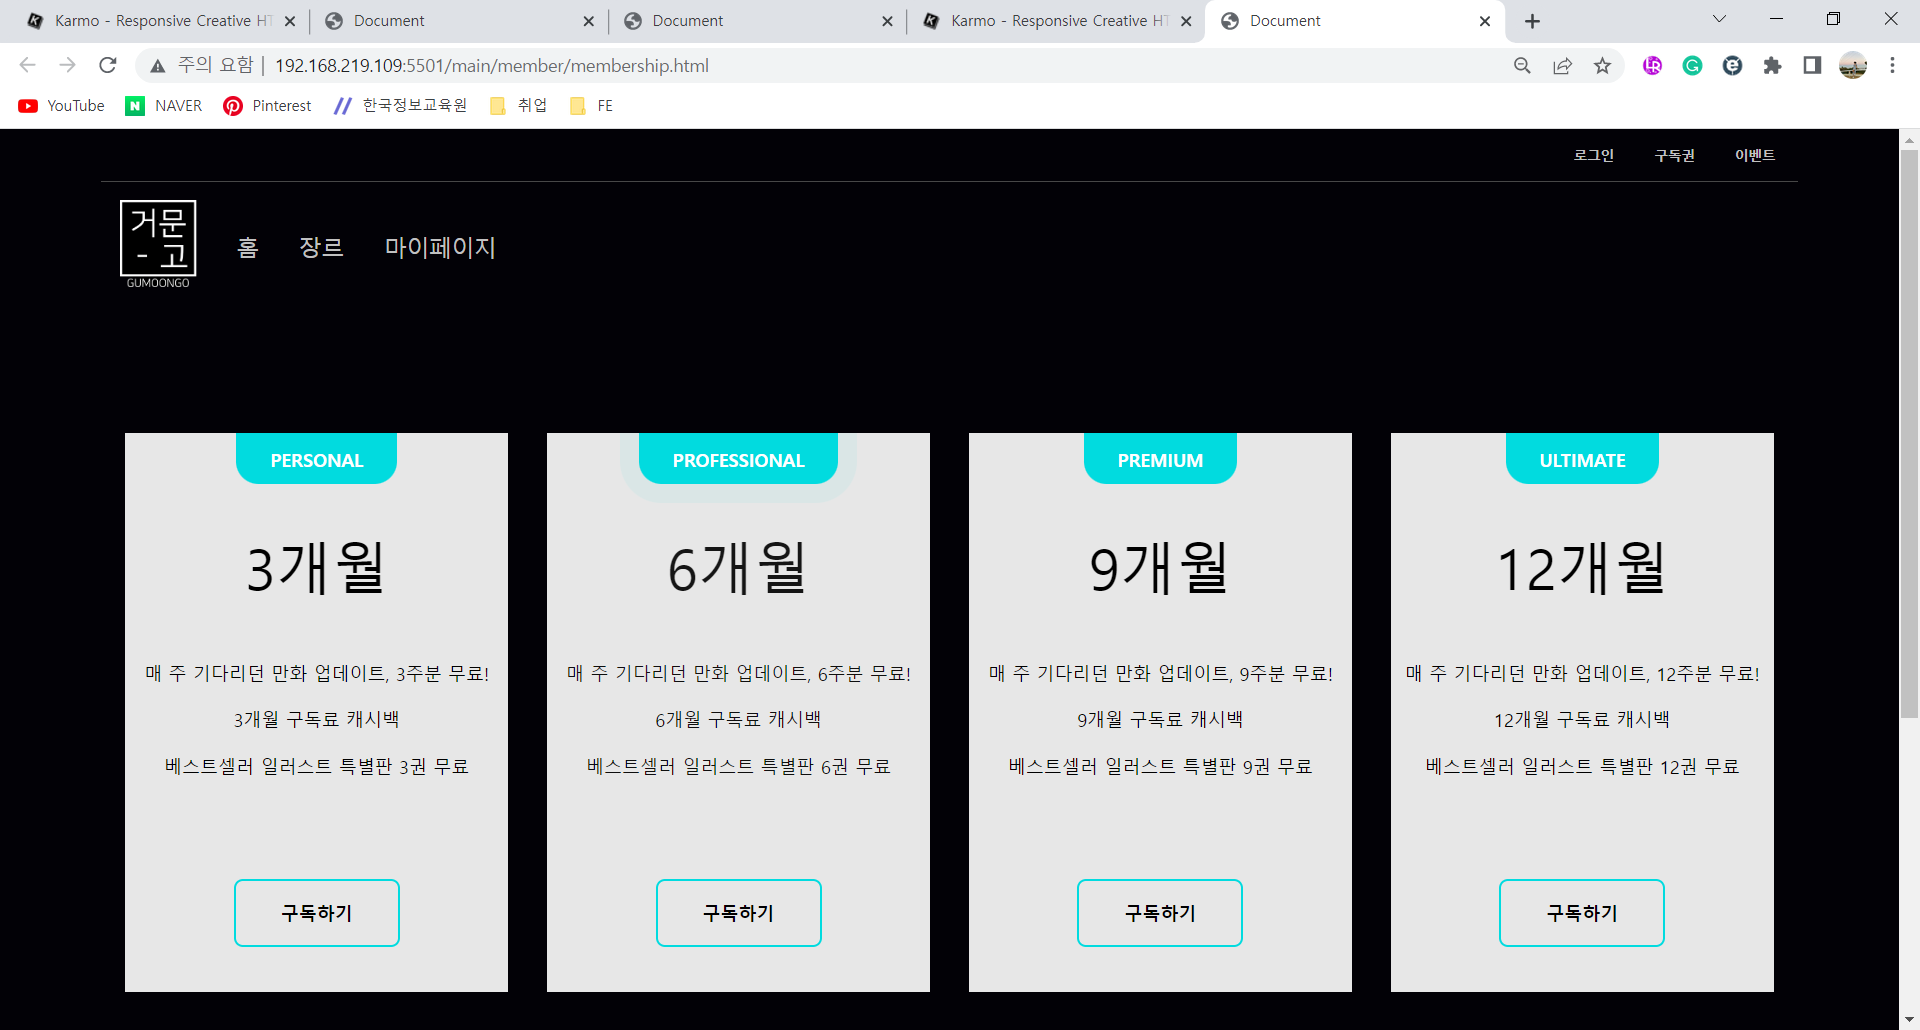 Karmo - Responsive Creative HT
Document
Document
Karmo - Responsive Creative HT
Document
주의 요함
192.168.219.109:5501/main/member/membership.html
YouTube
NAVER
Pinterest
한국정보교육원
취업
FE
로그인
구독권
이벤트
거문
- 고
GUMOONGO
홈
장르
마이페이지
PERSONAL
3개월
매 주 기다리던 만화 업데이트, 3주분 무료!
3개월 구독료 캐시백
베스트셀러 일러스트 특별판 3권 무료
구독하기
PROFESSIONAL
6개월
매 주 기다리던 만화 업데이트, 6주분 무료!
6개월 구독료 캐시백
베스트셀러 일러스트 특별판 6권 무료
구독하기
PREMIUM
9개월
매 주 기다리던 만화 업데이트, 9주분 무료!
9개월 구독료 캐시백
베스트셀러 일러스트 특별판 9권 무료
구독하기
ULTIMATE
12개월
매 주 기다리던 만화 업데이트, 12주분 무료!
12개월 구독료 캐시백
베스트셀러 일러스트 특별판 12권 무료
구독하기